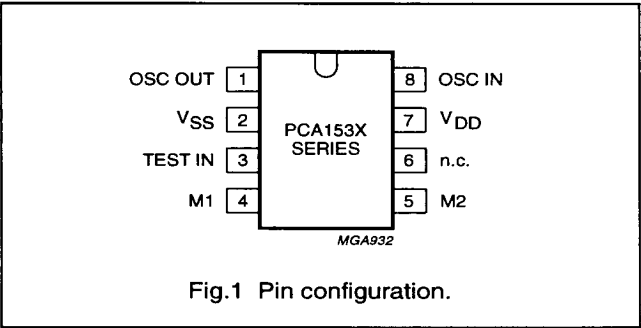 OSC OUT 1 8 OSC IN
VSS 2 7 VDD
PCA153X
SERIES
TEST IN 3 6 n.c.
M1 4 5 M2
MGA932
Fig.1 Pin configuration.